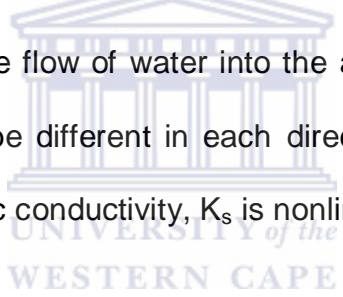 e flow of water into the a
be different in each direc
c conductivity, Kₛ is nonli
UNIVERSITY of the
WESTERN CAPE